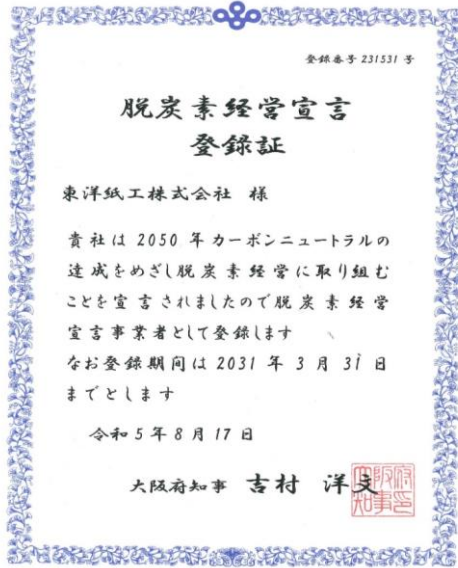 登録番号 231531 号
脱炭素経営宣言
登録証
東洋紙工株式会社 様
貴社は 2050 年カーボンニュートラルの
達成をめざし脱炭素経営に取り組む
ことを宣言されましたので脱炭素経営
宣言事業者として登録します
なお登録期間は 2031 年 3 月 31 日
までとします
令和 5 年 8 月 17 日
大阪府知事 吉村 洋文
大阪府知事印